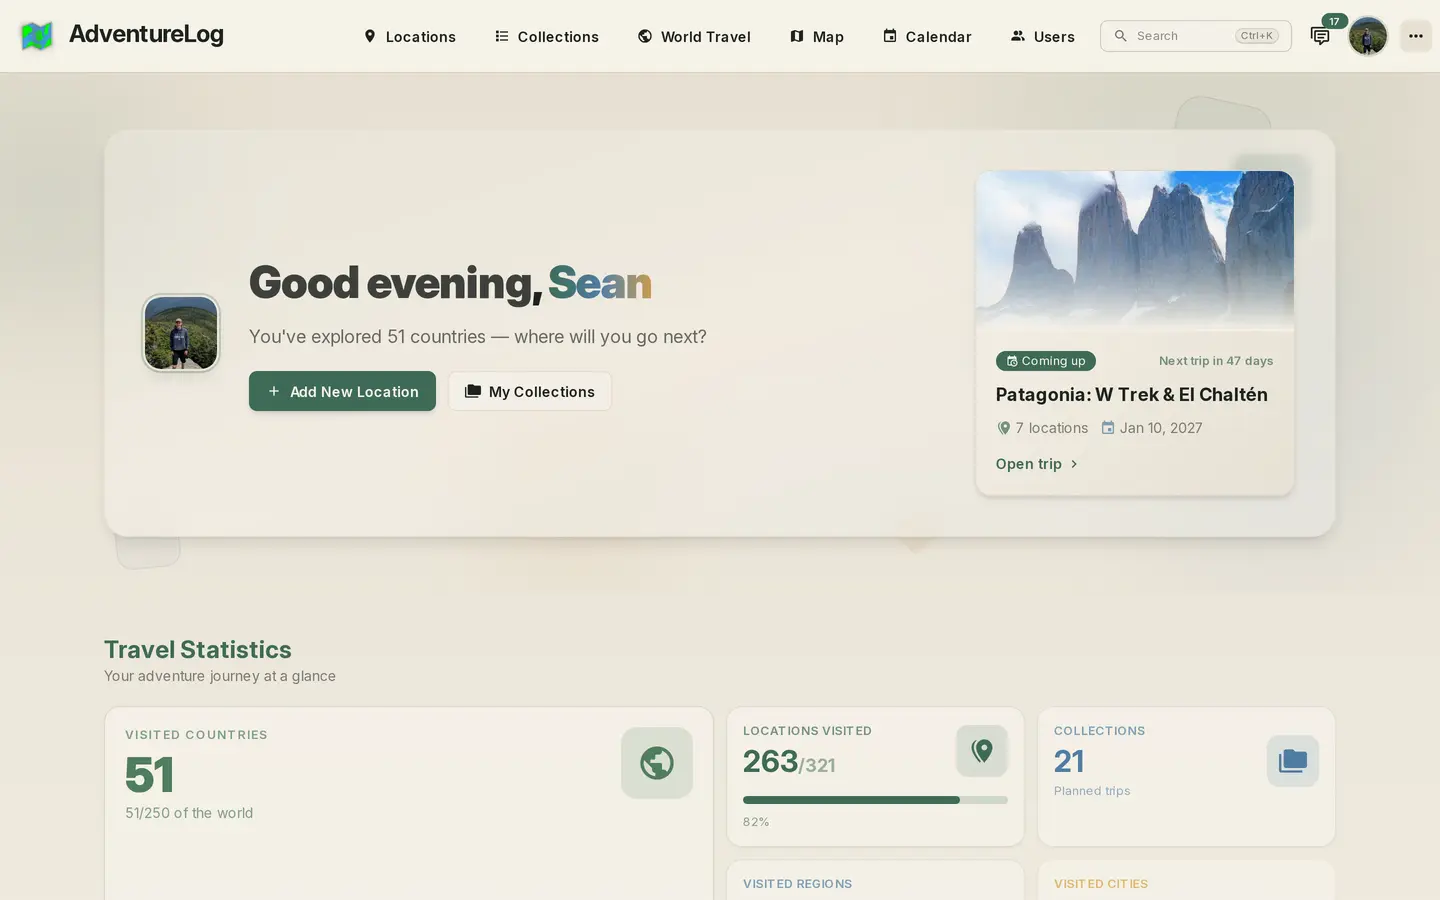 AdventureLog
Locations
Collections
World Travel
Map
Calendar
Users
Search
Ctrl+K
17
Good evening, Sean
You've explored 51 countries — where will you go next?
Add New Location
My Collections
Coming up
Next trip in 47 days
Patagonia: W Trek & El Chaltén
7 locations
Jan 10, 2027
Open trip
Travel Statistics
Your adventure journey at a glance
VISITED COUNTRIES
51
51/250 of the world
LOCATIONS VISITED
263/321
82%
COLLECTIONS
21
Planned trips
VISITED REGIONS
VISITED CITIES